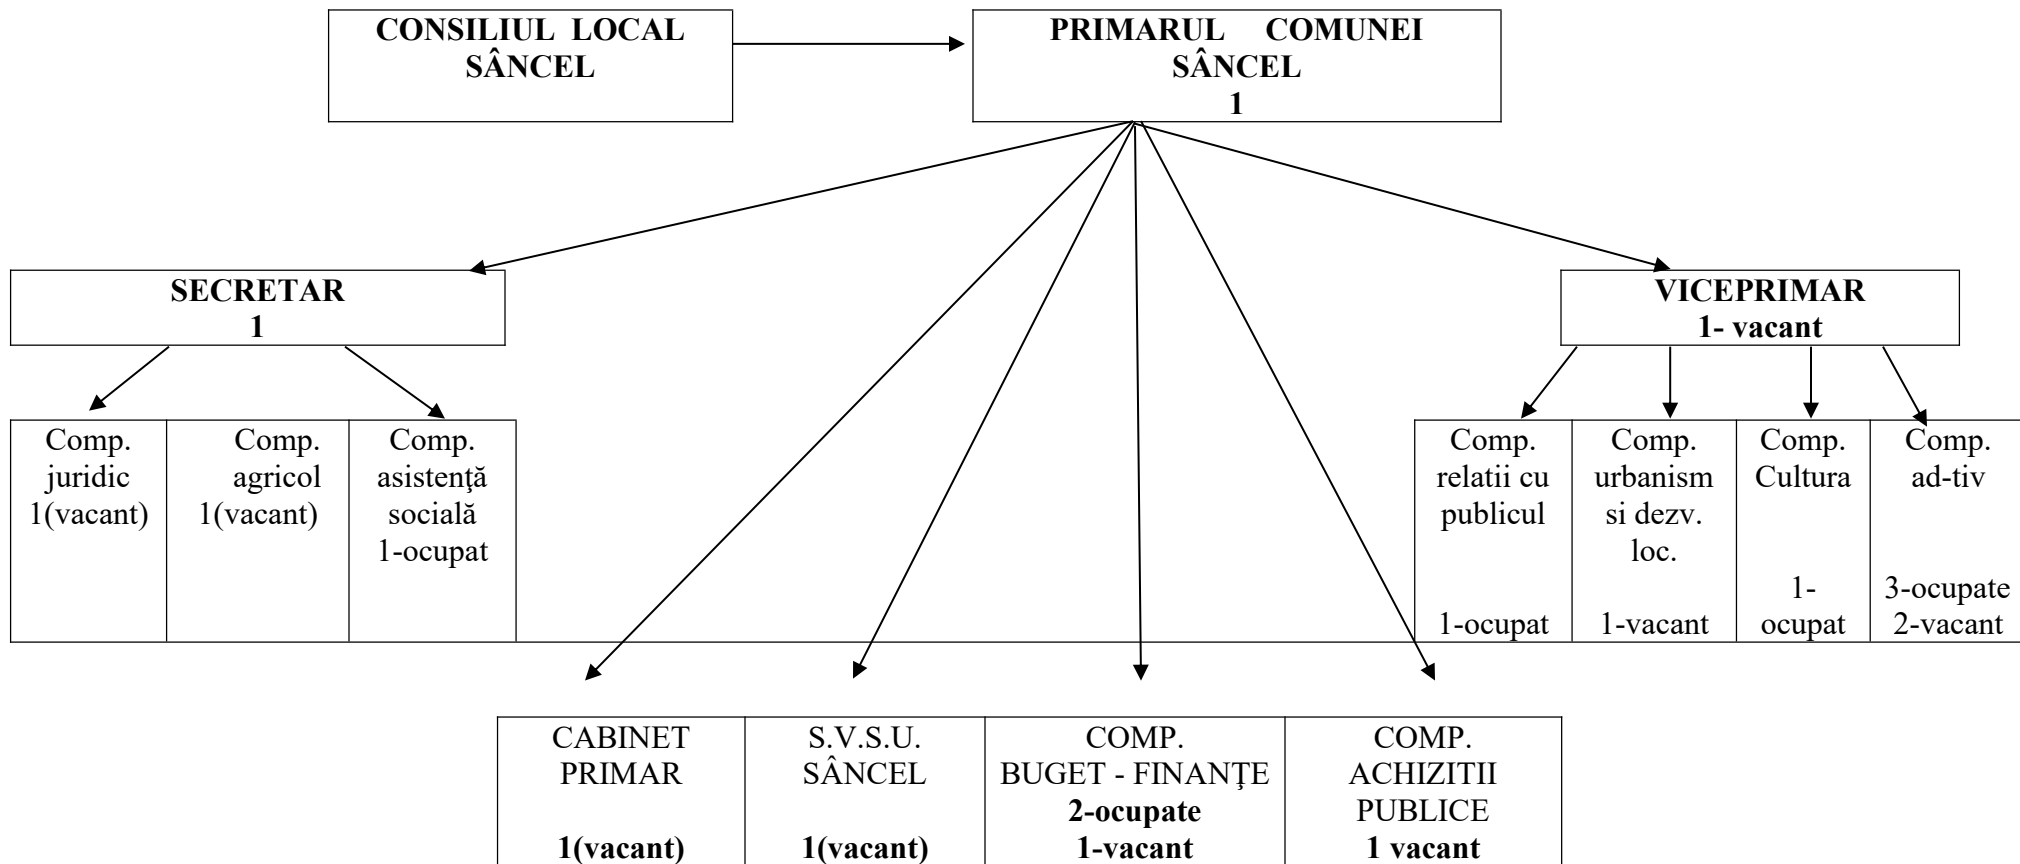 CONSILIUL LOCAL
SÂNCEL
PRIMARUL COMUNEI
SÂNCEL
1
SECRETAR
1
VICEPRIMAR
1- vacant
Comp.
juridic
1(vacant)
Comp.
agricol
1(vacant)
Comp.
asistenţă
socială
1-ocupat
Comp.
relatii cu
publicul
1-ocupat
Comp.
urbanism
si dezv.
loc.
1-vacant
Comp.
Cultura
1-
ocupat
Comp.
ad-tiv
3-ocupate
2-vacant
CABINET
PRIMAR
1(vacant)
S.V.S.U.
SÂNCEL
1(vacant)
COMP.
BUGET - FINANŢE
2-ocupate
1-vacant
COMP.
ACHIZITII
PUBLICE
1 vacant